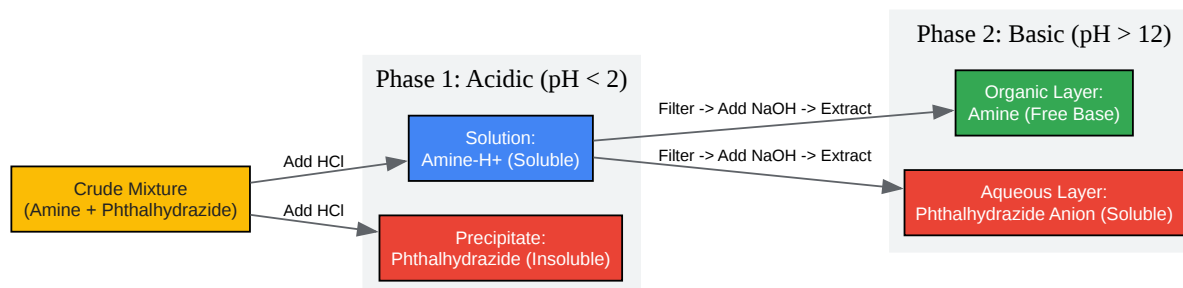 Crude Mixture
(Amine + Phthalhydrazide)
Add HCl
Add HCl
Phase 1: Acidic (pH < 2)
Solution:
Amine-H+ (Soluble)
Precipitate:
Phthalhydrazide (Insoluble)
Filter -> Add NaOH -> Extract
Filter -> Add NaOH -> Extract
Phase 2: Basic (pH > 12)
Organic Layer:
Amine (Free Base)
Aqueous Layer:
Phthalhydrazide Anion (Soluble)